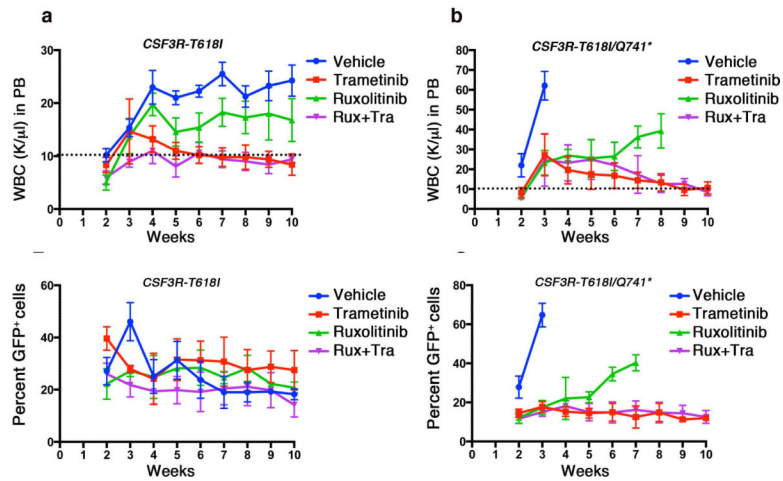 a
CSF3R-T618I
WBC (K/µl) in PB
30
20
10
0
0 1 2 3 4 5 6 7 8 9 10
Weeks
Vehicle
Trametinib
Ruxolitinib
Rux+Tra
b
CSF3R-T618I/Q741*
WBC (K/µl) in PB
80
70
60
50
40
30
20
10
0
0 1 2 3 4 5 6 7 8 9 10
Weeks
Vehicle
Trametinib
Ruxolitinib
Rux+Tra
CSF3R-T618I
Percent GFP⁺ cells
60
40
20
0
0 1 2 3 4 5 6 7 8 9 10
Weeks
Vehicle
Trametinib
Ruxolitinib
Rux+Tra
CSF3R-T618I/Q741*
Percent GFP⁺ cells
80
60
40
20
0
0 1 2 3 4 5 6 7 8 9 10
Weeks
Vehicle
Trametinib
Ruxolitinib
Rux+Tra